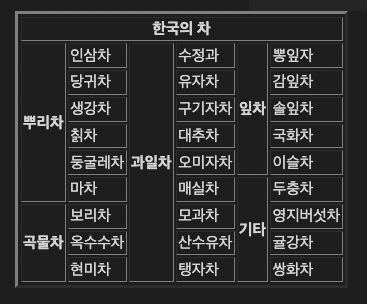 한국의 차
뿌리차 인삼차 과일차 수정과 잎차 뽕잎차
당귀차 유자차 감잎차
생강차 구기자차 솔잎차
칡차 대추차 국화차
둥굴레차 오미자차 이슬차
마차 매실차 기타 두충차
곡물차 보리차 모과차 영지버섯차
옥수수차 산수유차 귤강차
현미차 탱자차 쌍화차